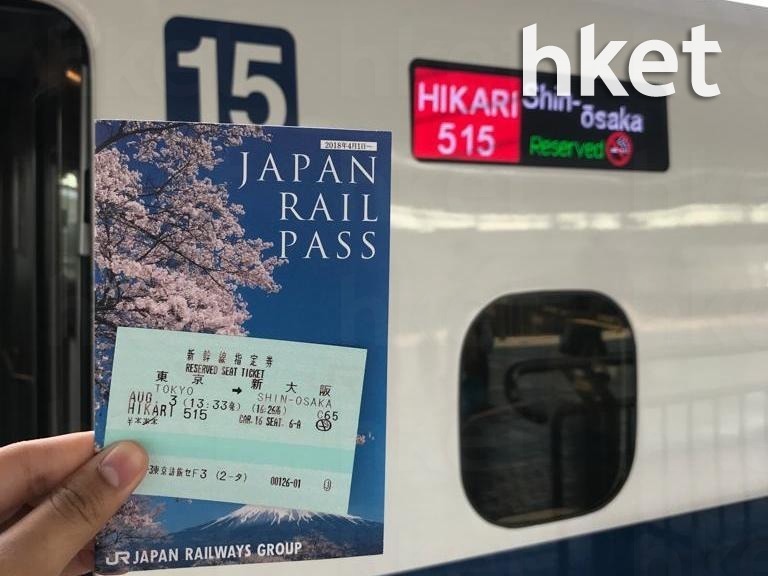 hket
15
HIKARI Shin-
515 ōsaka
Reserved
2018年4月1日~
JAPAN
RAIL
PASS
新幹線指定券
RESERVED SEAT TICKET
東京 ➡ 新大阪
TOKYO SHIN-OSAKA
AUG. 3 (13:33発) (16:26着) C65
HIKARI 515 CAR.16 SEAT. 6-A
¥***
F3 (2-タ) 00126-01
JR JAPAN RAILWAYS GROUP